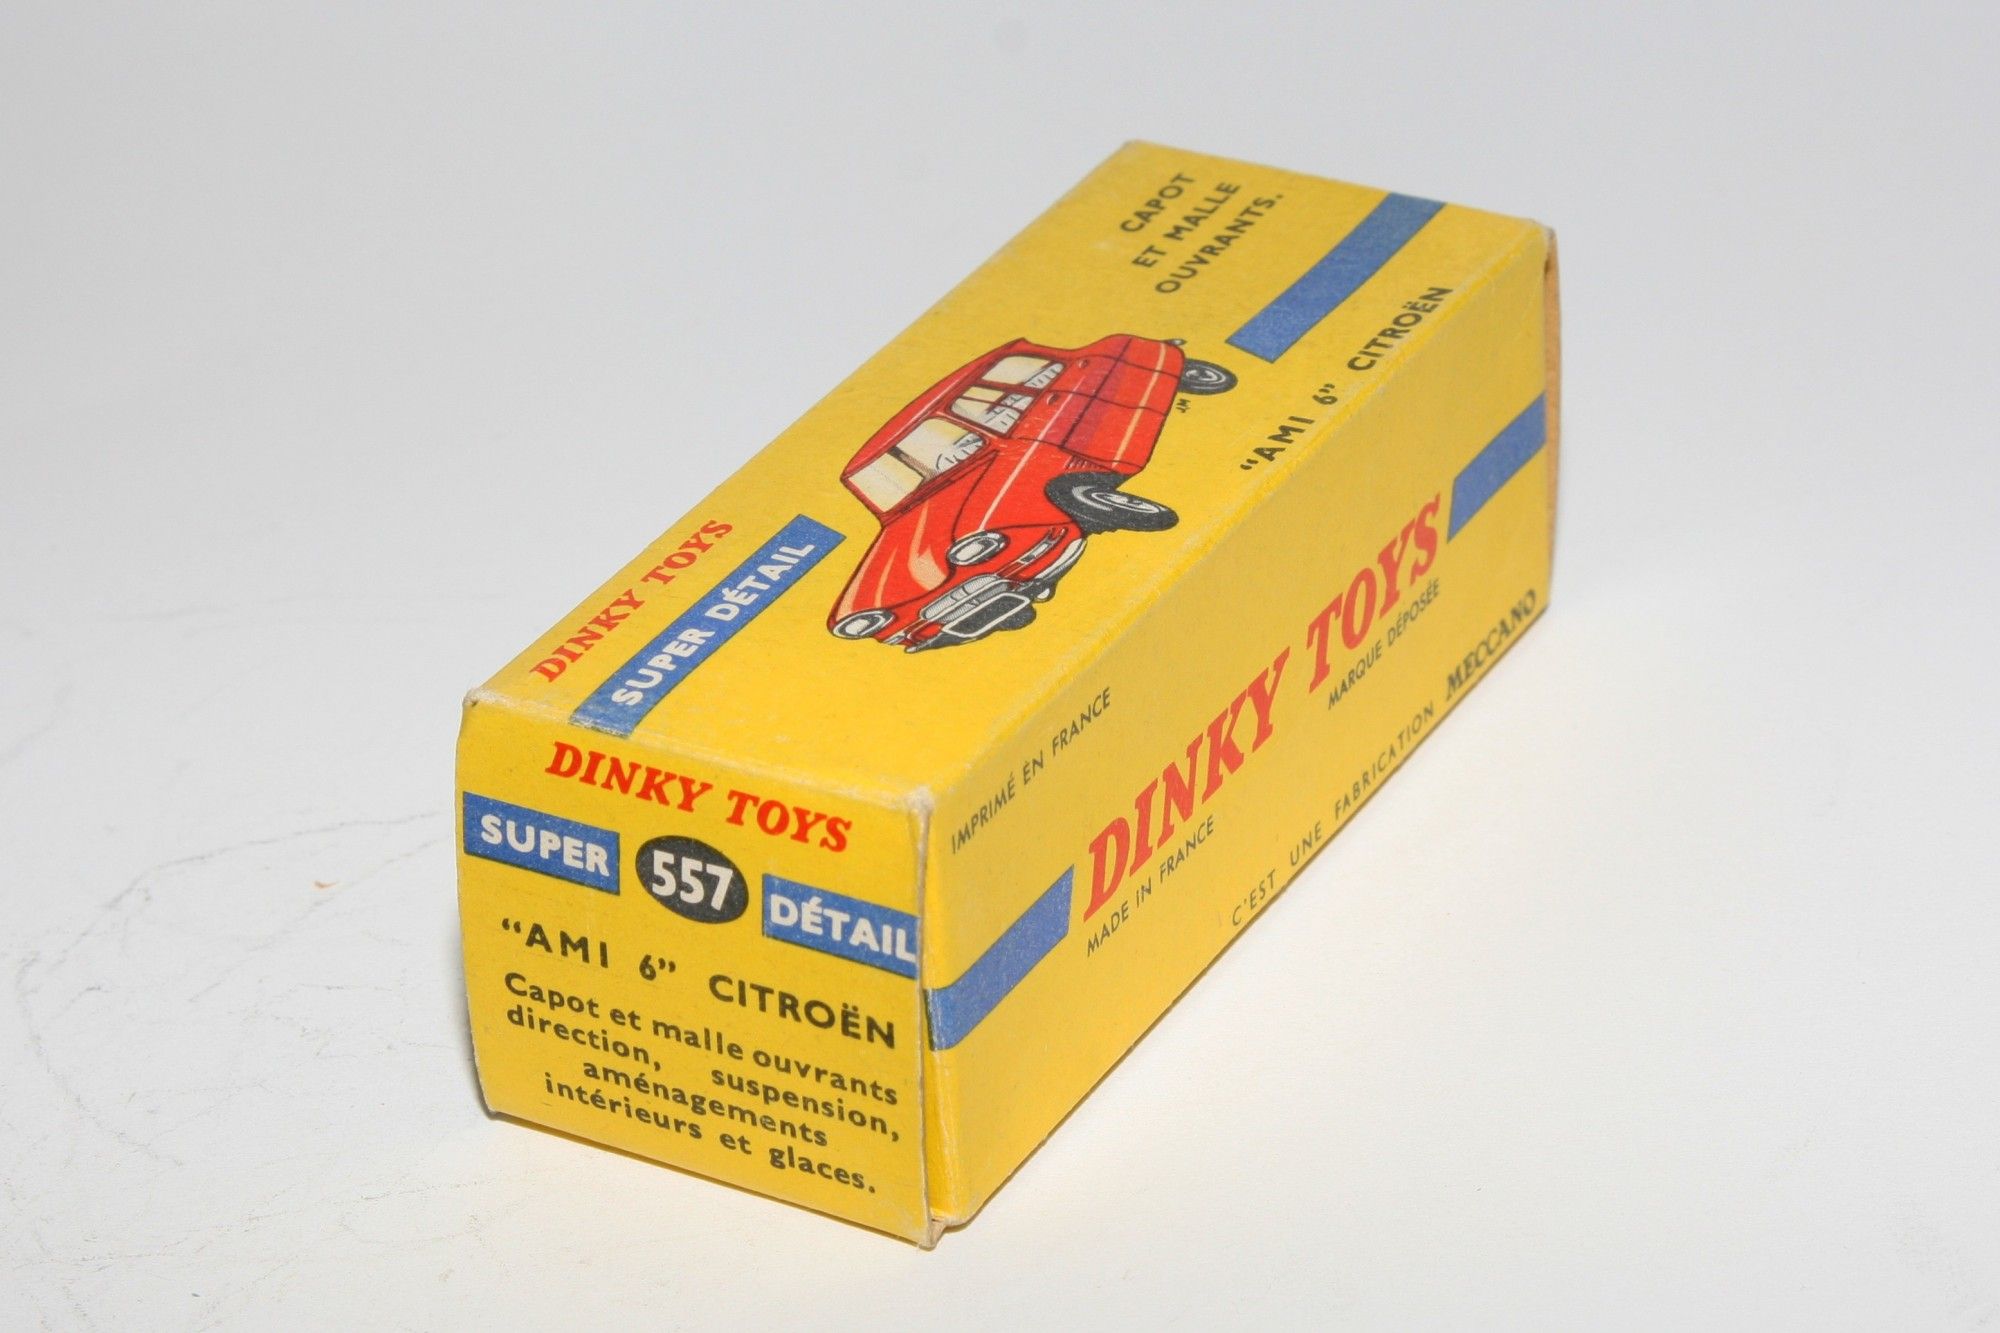 CAPOT
ET MALLE
OUVRANTS.
"AMI 6" CITROËN
J.M
DINKY TOYS
SUPER DÉTAIL
DINKY TOYS
SUPER 557 DÉTAIL
"AMI 6" CITROËN
Capot et malle ouvrants
direction, suspension,
aménagements
intérieurs et glaces.
IMPRIMÉ EN FRANCE
DINKY TOYS
MADE IN FRANCE
MARQUE DÉPOSÉE
C'EST UNE FABRICATION MECCANO